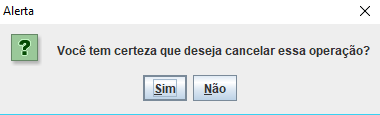 Alerta
Você tem certeza que deseja cancelar essa operação?
Sim Não